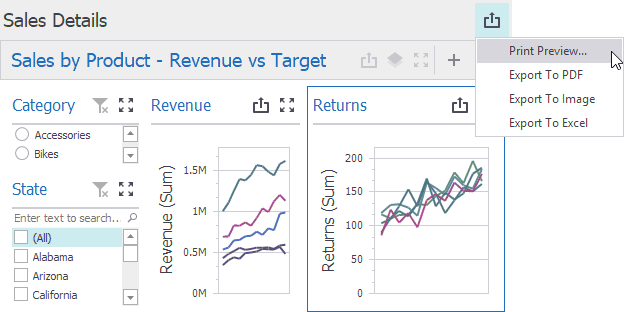 Sales Details
Print Preview...
Export To PDF
Export To Image
Export To Excel
Sales by Product - Revenue vs Target
Category
Accessories
Bikes
State
Enter text to search...
(All)
Alabama
Arizona
California
Revenue
Revenue (Sum)
1.5M
1M
0.5M
0M
Returns
Returns (Sum)
200
150
100
50
0